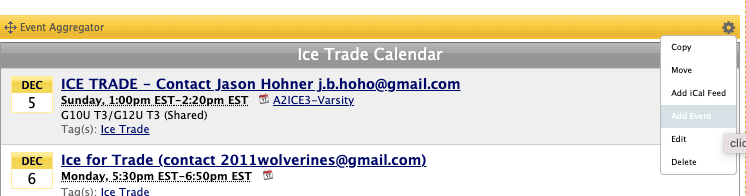 Event Aggregator
Ice Trade Calendar
DEC
5
ICE TRADE - Contact Jason Hohner j.b.hoho@gmail.com
Sunday, 1:00pm EST-2:20pm EST A2ICE3-Varsity
G10U T3/G12U T3 (Shared)
Tag(s): Ice Trade
DEC
6
Ice for Trade (contact 2011wolverines@gmail.com)
Monday, 5:30pm EST-6:50pm EST
Tag(s): Ice Trade
Copy
Move
Add iCal Feed
Add Event
Edit
Delete
clic